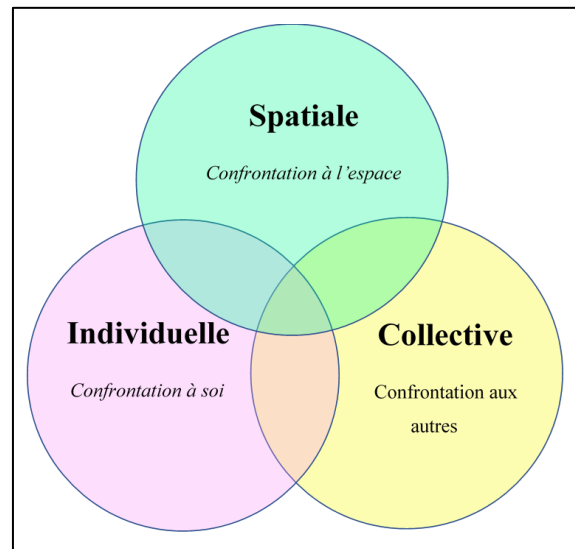 Spatiale
Confrontation à l’espace
Individuelle
Confrontation à soi
Collective
Confrontation aux
autres